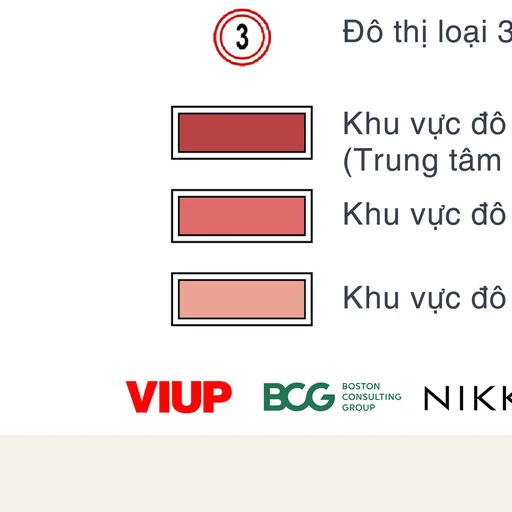 3
Đô thị loại 3
Khu vực đô
(Trung tâm
Khu vực đô
Khu vực đô
VIUP
BCG
BOSTON
CONSULTING
GROUP
NIKK